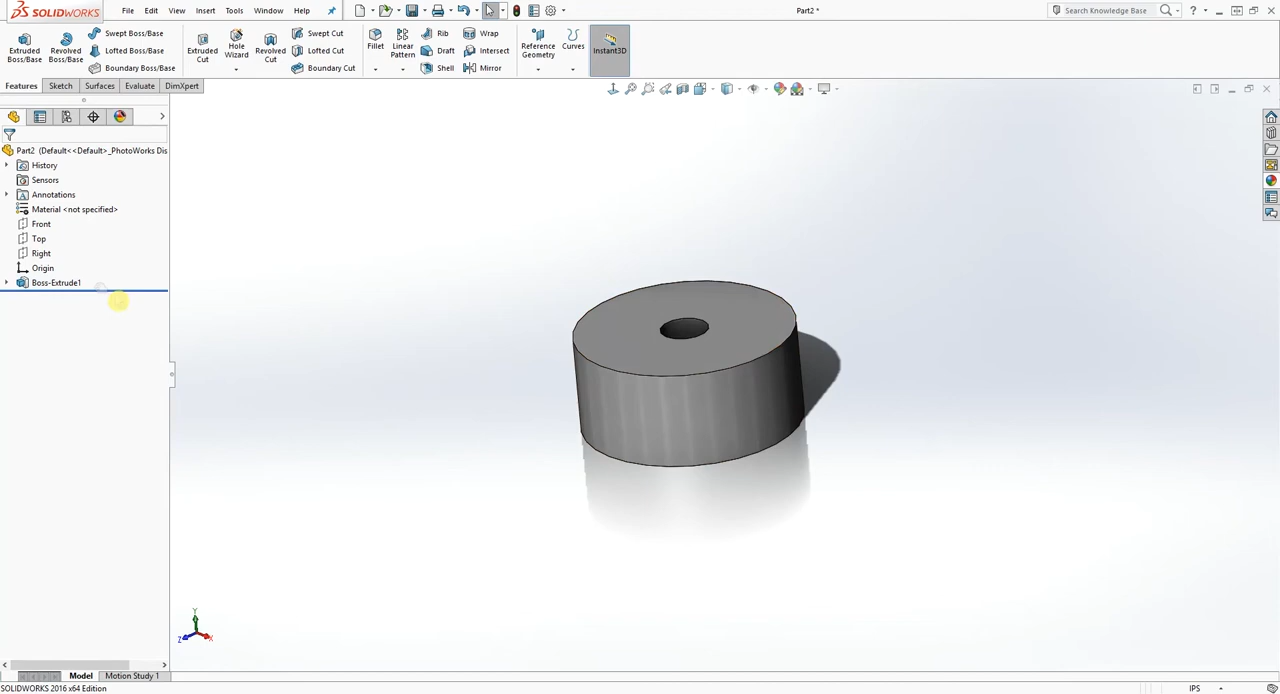 SOLIDWORKS
File Edit View Insert Tools Window Help
Part2 *
Search Knowledge Base
Extruded Boss/Base
Revolved Boss/Base
Swept Boss/Base
Lofted Boss/Base
Boundary Boss/Base
Extruded Cut
Hole Wizard
Revolved Cut
Swept Cut
Lofted Cut
Boundary Cut
Fillet
Linear Pattern
Rib
Draft
Shell
Wrap
Intersect
Mirror
Reference Geometry
Curves
Instant3D
Features Sketch Surfaces Evaluate DimXpert
Part2 (Default<<Default>_PhotoWorks Dis
History
Sensors
Annotations
Material <not specified>
Front
Top
Right
Origin
Boss-Extrude1
Y
Z X
Model Motion Study 1
SOLIDWORKS 2016 x64 Edition
IPS